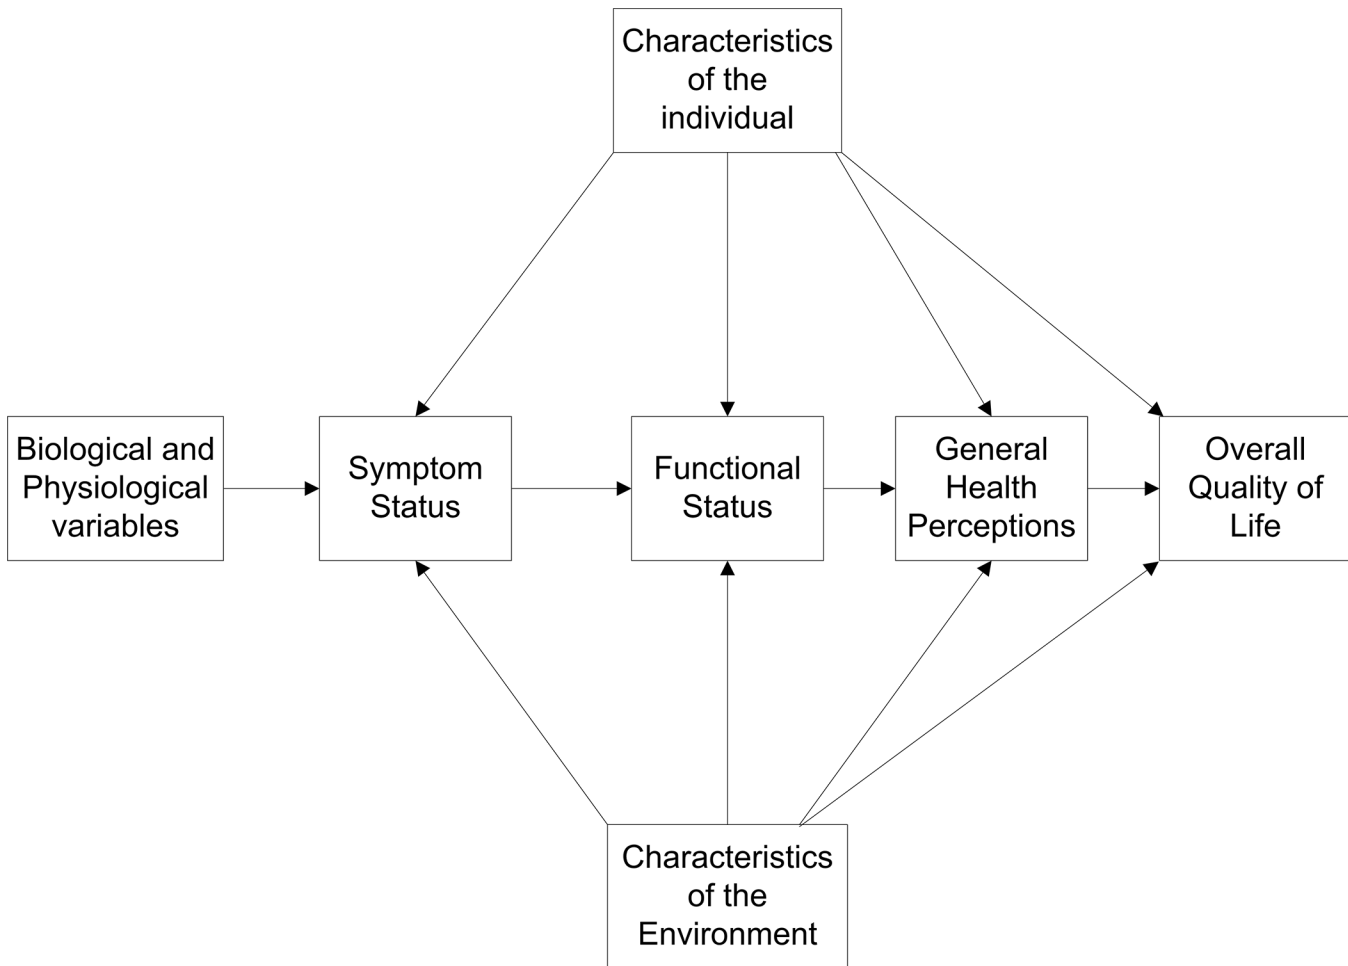 Characteristics
of the
individual
Biological and
Physiological
variables
Symptom
Status
Functional
Status
General
Health
Perceptions
Overall
Quality of
Life
Characteristics
of the
Environment